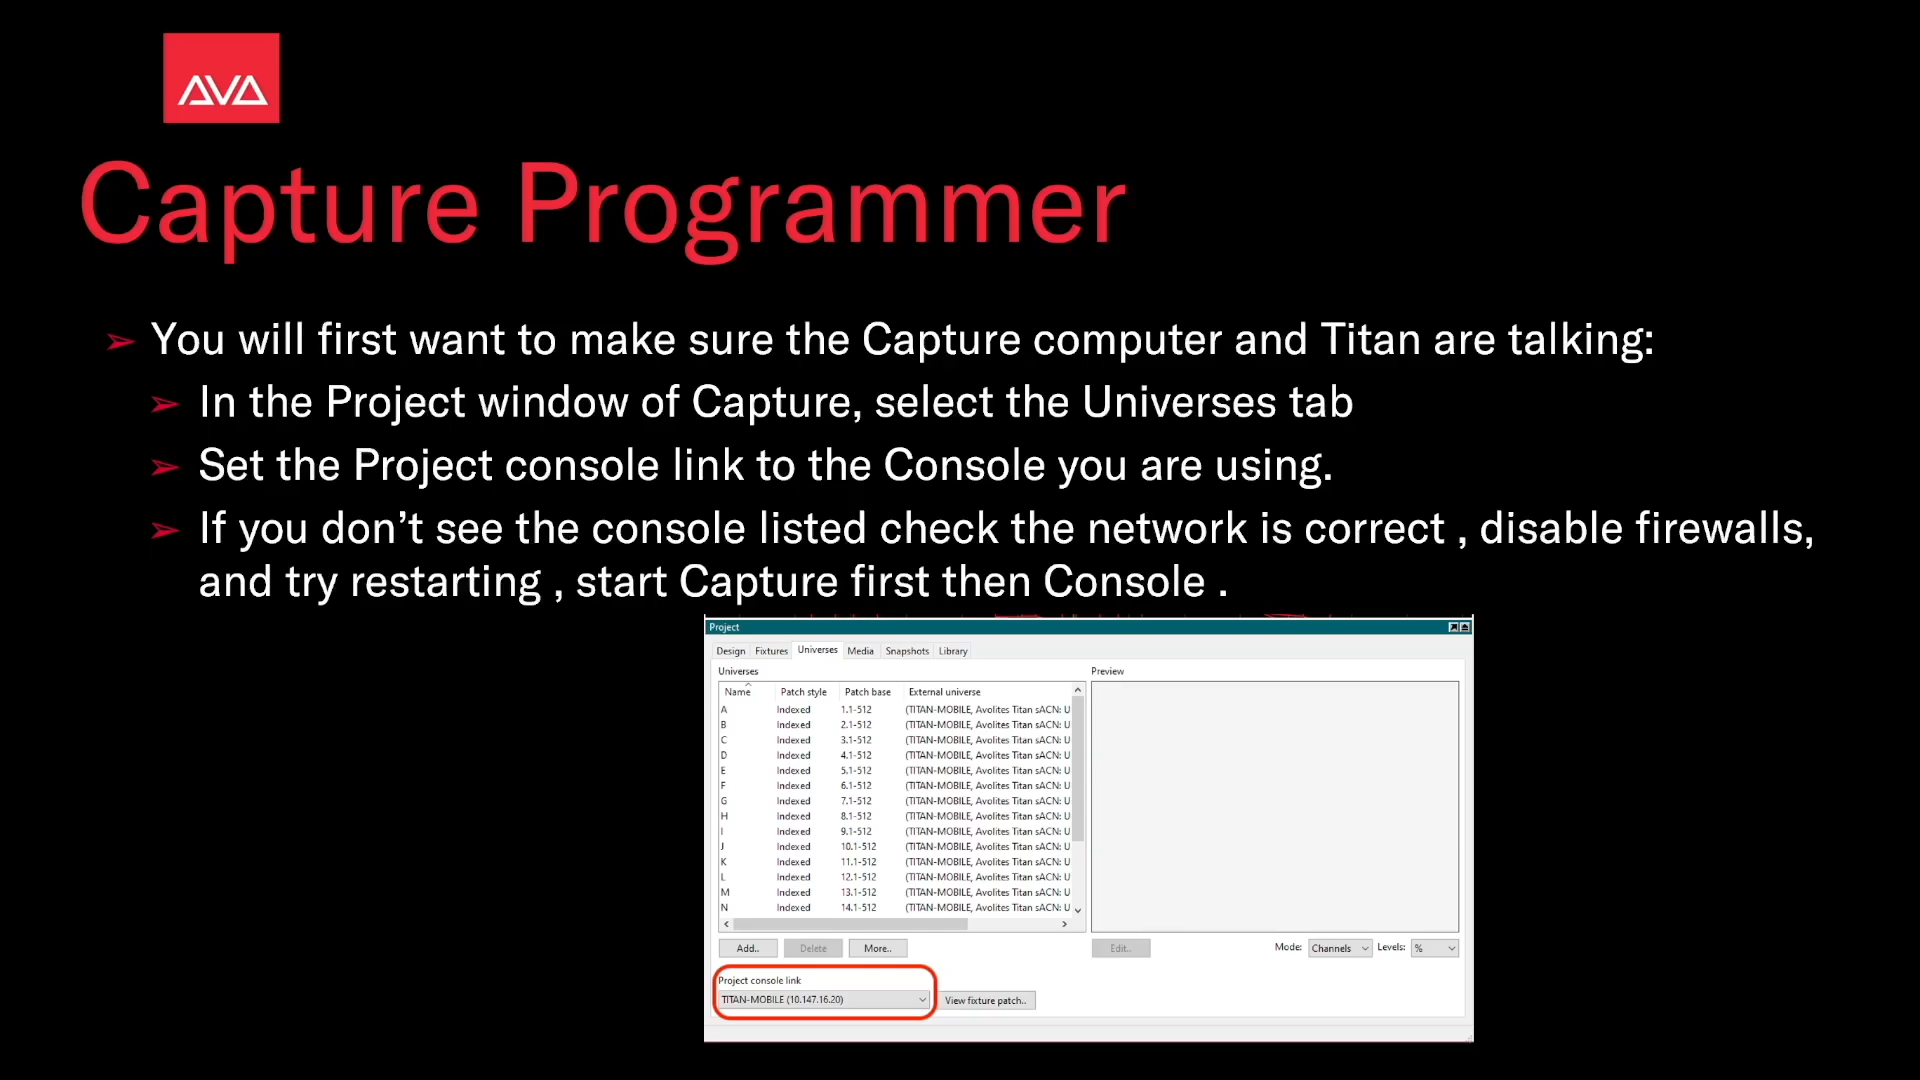 AVA
Capture Programmer
➢ You will first want to make sure the Capture computer and Titan are talking:
➢ In the Project window of Capture, select the Universes tab
➢ Set the Project console link to the Console you are using.
➢ If you don’t see the console listed check the network is correct , disable firewalls,
and try restarting , start Capture first then Console .
Project
Design Fixtures Universes Media Snapshots Library
Universes Preview
Name Patch style Patch base External universe
A Indexed 1.1-512 (TITAN-MOBILE, Avolites Titan sACN: U
B Indexed 2.1-512 (TITAN-MOBILE, Avolites Titan sACN: U
C Indexed 3.1-512 (TITAN-MOBILE, Avolites Titan sACN: U
D Indexed 4.1-512 (TITAN-MOBILE, Avolites Titan sACN: U
E Indexed 5.1-512 (TITAN-MOBILE, Avolites Titan sACN: U
F Indexed 6.1-512 (TITAN-MOBILE, Avolites Titan sACN: U
G Indexed 7.1-512 (TITAN-MOBILE, Avolites Titan sACN: U
H Indexed 8.1-512 (TITAN-MOBILE, Avolites Titan sACN: U
I Indexed 9.1-512 (TITAN-MOBILE, Avolites Titan sACN: U
J Indexed 10.1-512 (TITAN-MOBILE, Avolites Titan sACN: U
K Indexed 11.1-512 (TITAN-MOBILE, Avolites Titan sACN: U
L Indexed 12.1-512 (TITAN-MOBILE, Avolites Titan sACN: U
M Indexed 13.1-512 (TITAN-MOBILE, Avolites Titan sACN: U
N Indexed 14.1-512 (TITAN-MOBILE, Avolites Titan sACN: U
Add.. Delete More.. Edit.. Mode: Channels Levels: %
Project console link
TITAN-MOBILE (10.147.16.20) View fixture patch..